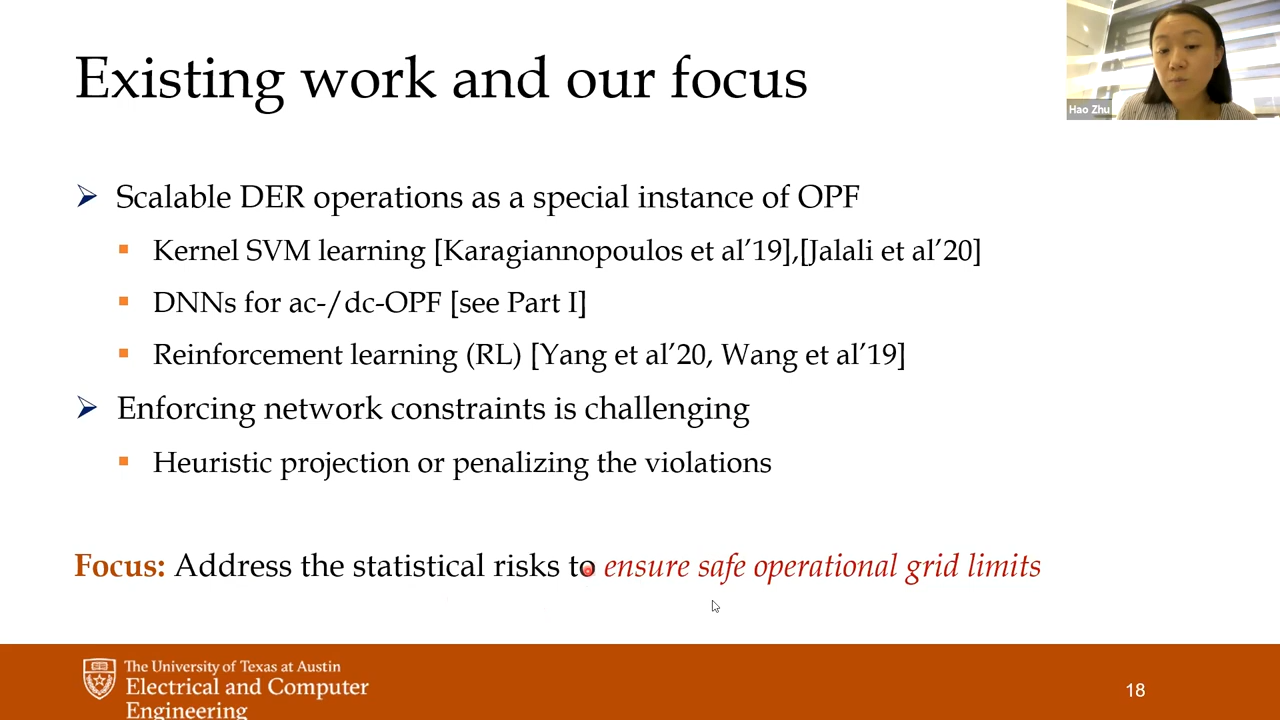 Existing work and our focus
Hao Zhu
Scalable DER operations as a special instance of OPF
Kernel SVM learning [Karagiannopoulos et al’19],[Jalali et al’20]
DNNs for ac-/dc-OPF [see Part I]
Reinforcement learning (RL) [Yang et al’20, Wang et al’19]
Enforcing network constraints is challenging
Heuristic projection or penalizing the violations
Focus: Address the statistical risks to ensure safe operational grid limits
The University of Texas at Austin
Electrical and Computer
Engineering
18